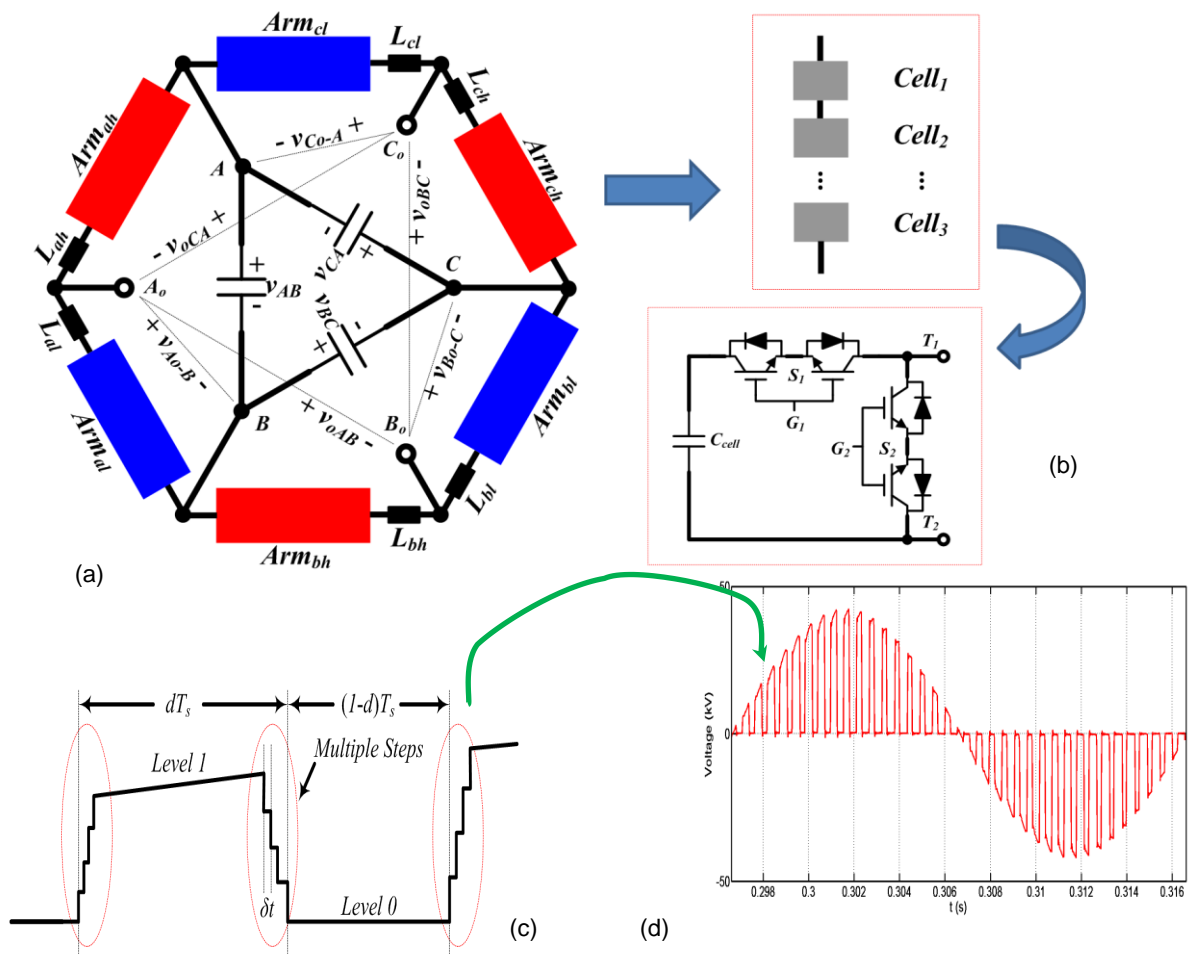 Arm_cl
L_cl
L_ch
Arm_ah
Arm_ch
- v_Co-A +
C_o
A
- v_oCA +
+ v_oBC -
L_ah
-
v_CA
+
A_o
+
v_AB
-
C
v_BC
-
+
L_al
+ v_Ao-B -
+ v_Bo-C -
Arm_al
B
+ v_oAB -
B_o
Arm_bl
L_bl
L_bh
Arm_bh
(a)
Cell_1
Cell_2
...
...
Cell_3
T_1
S_1
G_1
C_cell
G_2
S_2
T_2
(b)
dT_s
(1-d)T_s
Multiple Steps
Level 1
δt
Level 0
(c)
50
0
-50
Voltage (kV)
0.298
0.3
0.302
0.304
0.306
0.308
0.31
0.312
0.314
0.316
t (s)
(d)